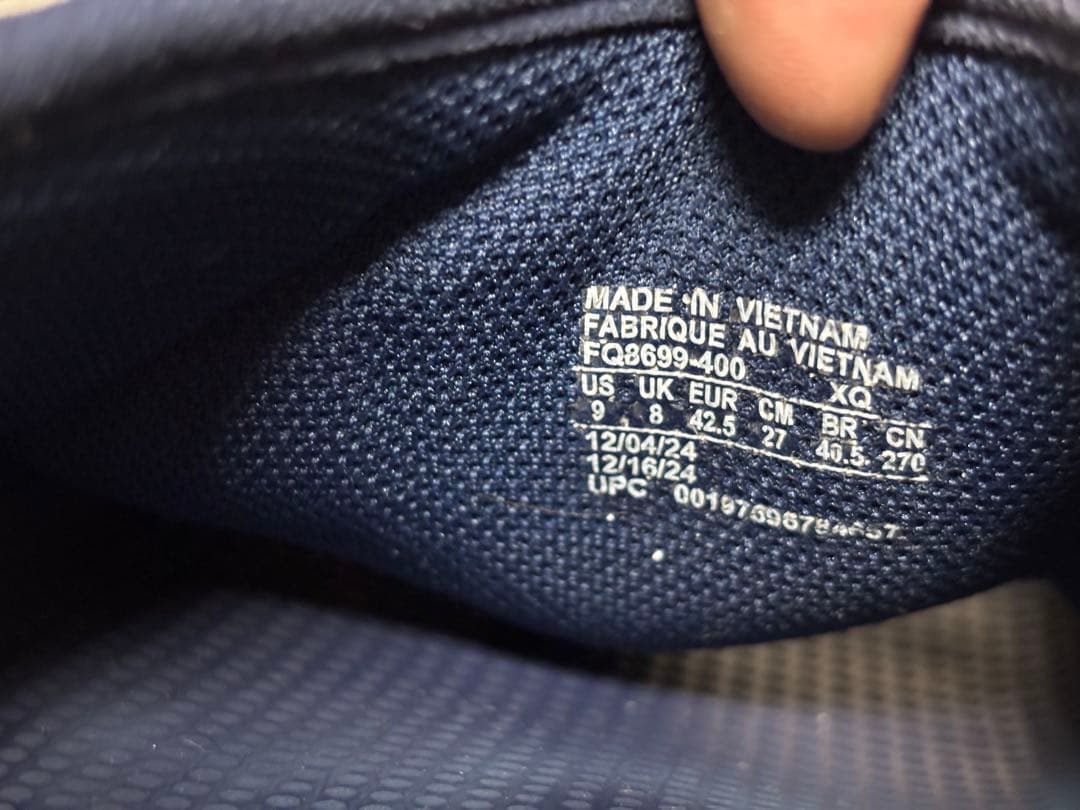 MADE IN VIETNAM
FABRIQUE AU VIETNAM
FQ8699-400 XQ
US UK EUR CM BR CN
9 8 42.5 27 40.5 270
12/04/24
12/16/24
UPC